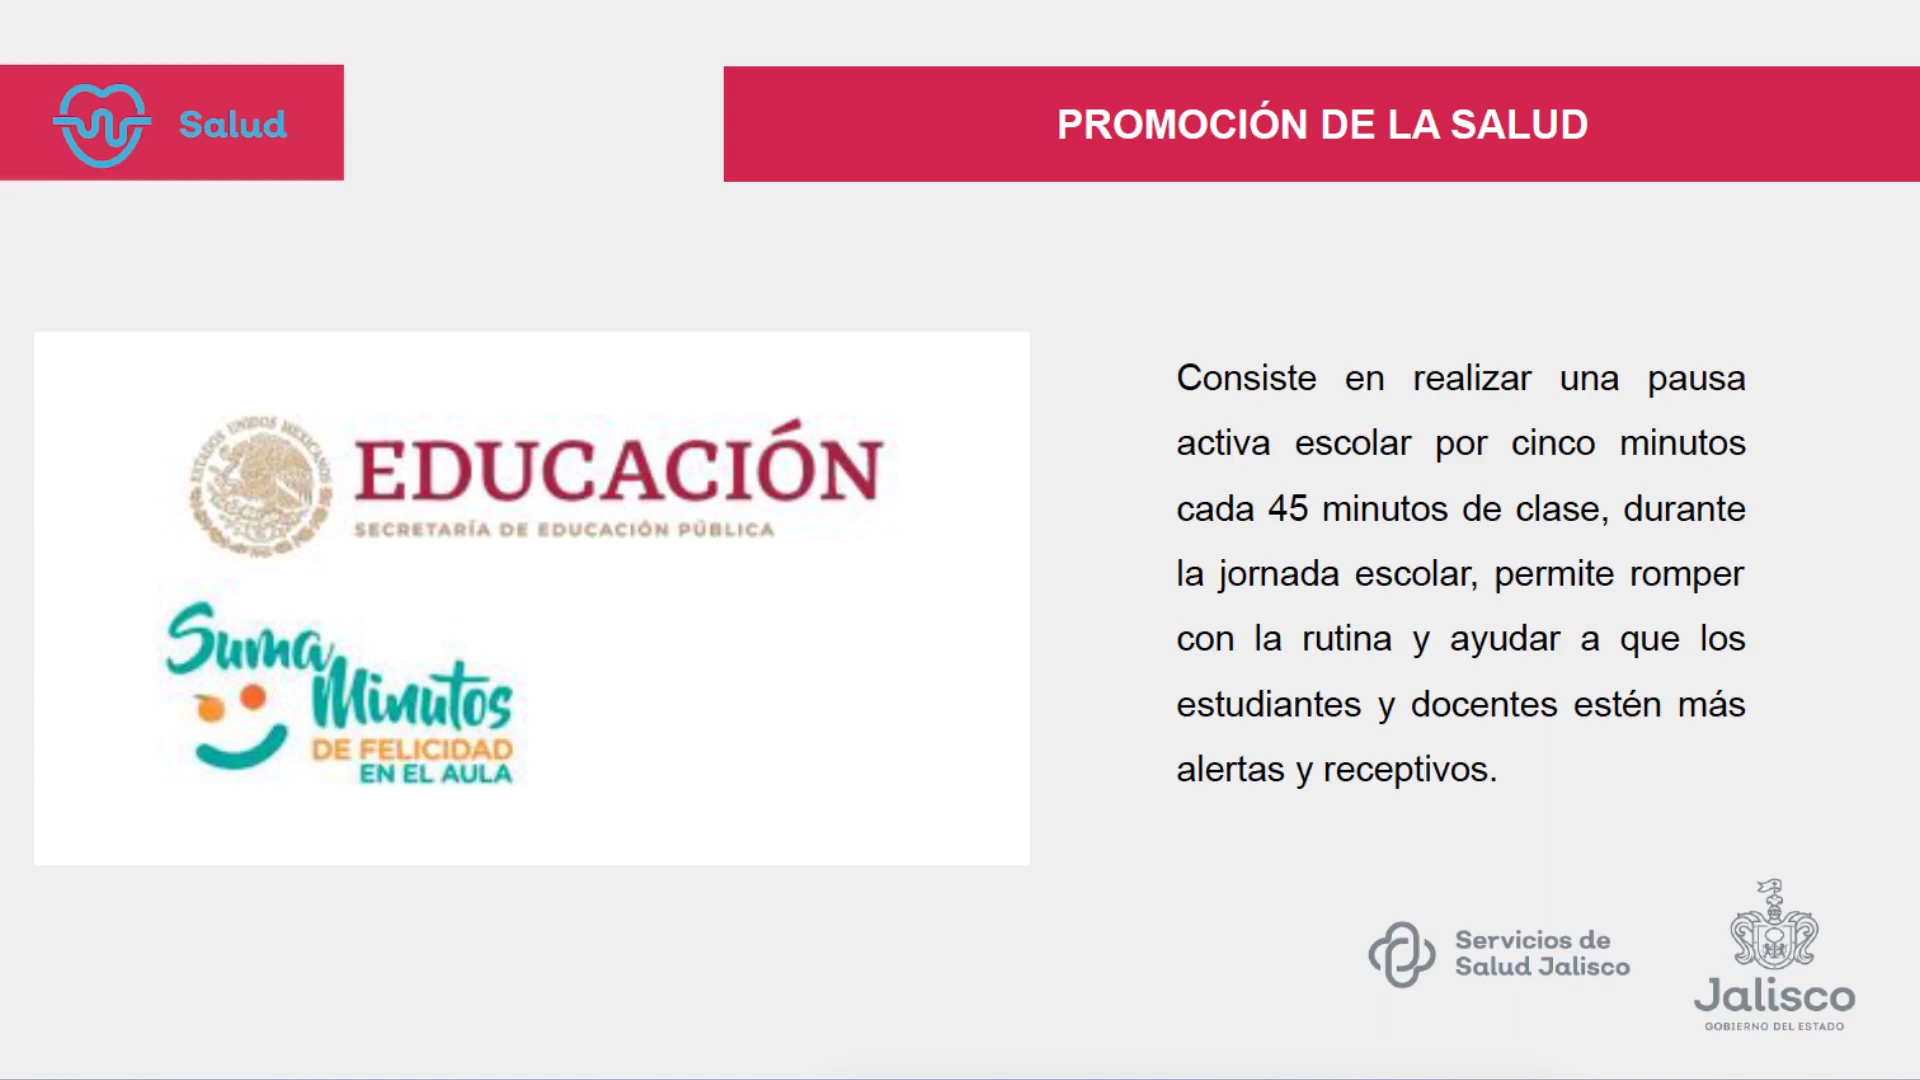 Salud
PROMOCIÓN DE LA SALUD
ESTADOS UNIDOS MEXICANOS
EDUCACIÓN
SECRETARÍA DE EDUCACIÓN PÚBLICA
Suma
Minutos
DE FELICIDAD
EN EL AULA
Consiste en realizar una pausa
activa escolar por cinco minutos
cada 45 minutos de clase, durante
la jornada escolar, permite romper
con la rutina y ayudar a que los
estudiantes y docentes estén más
alertas y receptivos.
Servicios de
Salud Jalisco
Jalisco
GOBIERNO DEL ESTADO